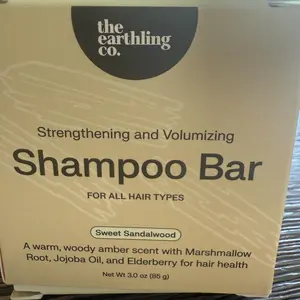 the
earthling
co.
Strengthening and Volumizing
Shampoo Bar
FOR ALL HAIR TYPES
Sweet Sandalwood
A warm, woody amber scent with Marshmallow
Root, Jojoba Oil, and Elderberry for hair health
Net Wt 3.0 oz (85 g)